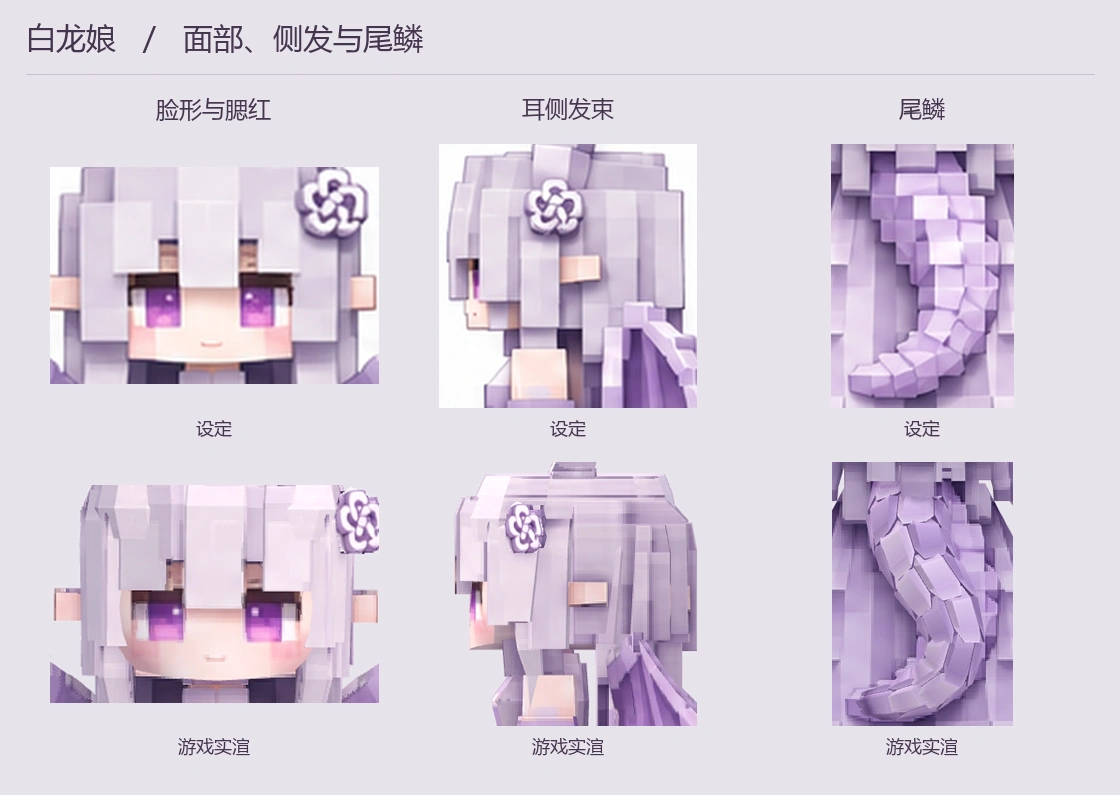 白龙娘 / 面部、侧发与尾鳞
脸形与腮红
耳侧发束
尾鳞
设定
设定
设定
游戏实渲
游戏实渲
游戏实渲